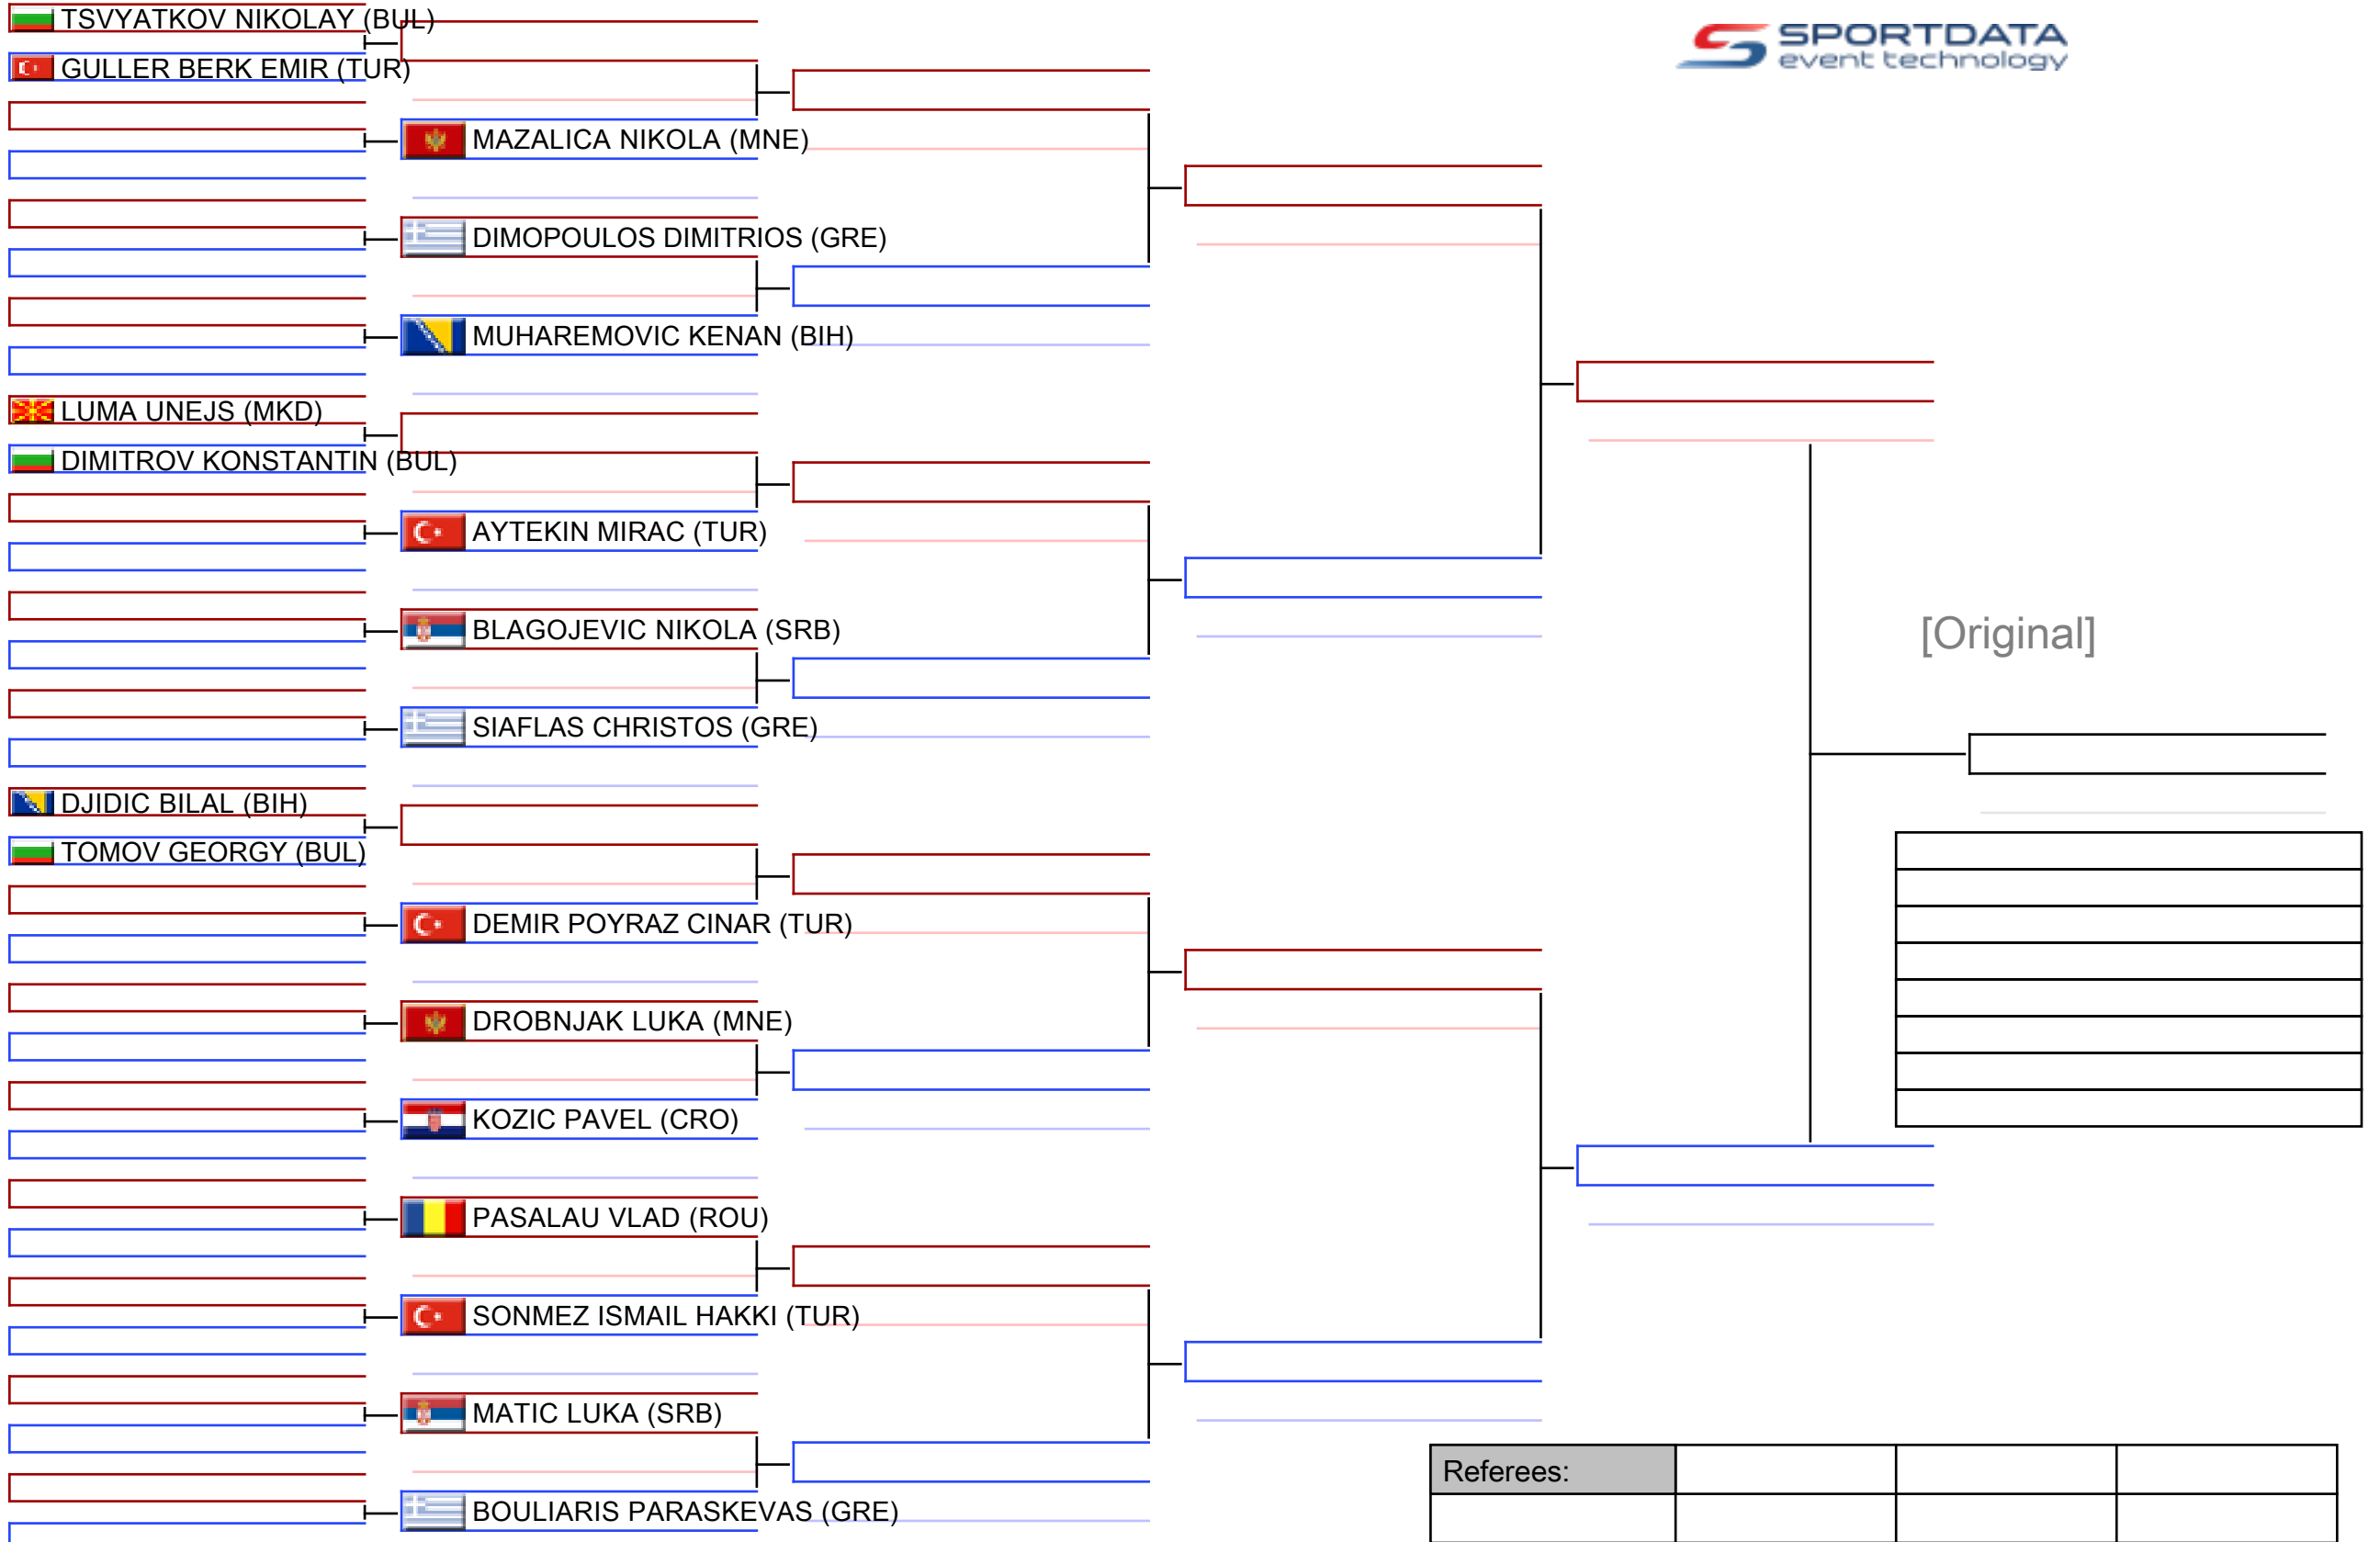 TSVYATKOV NIKOLAY (BUL)
SPORTDATA
event technology
GULLER BERK EMIR (TUR)
MAZALICA NIKOLA (MNE)
DIMOPOULOS DIMITRIOS (GRE)
MUHAREMOVIC KENAN (BIH)
LUMA UNEJS (MKD)
DIMITROV KONSTANTIN (BUL)
AYTEKIN MIRAC (TUR)
BLAGOJEVIC NIKOLA (SRB)
[Original]
SIAFLAS CHRISTOS (GRE)
DJIDIC BILAL (BIH)
TOMOV GEORGY (BUL)
DEMIR POYRAZ CINAR (TUR)
DROBNJAK LUKA (MNE)
KOZIC PAVEL (CRO)
PASALAU VLAD (ROU)
SONMEZ ISMAIL HAKKI (TUR)
MATIC LUKA (SRB)
Referees:
BOULIARIS PARASKEVAS (GRE)